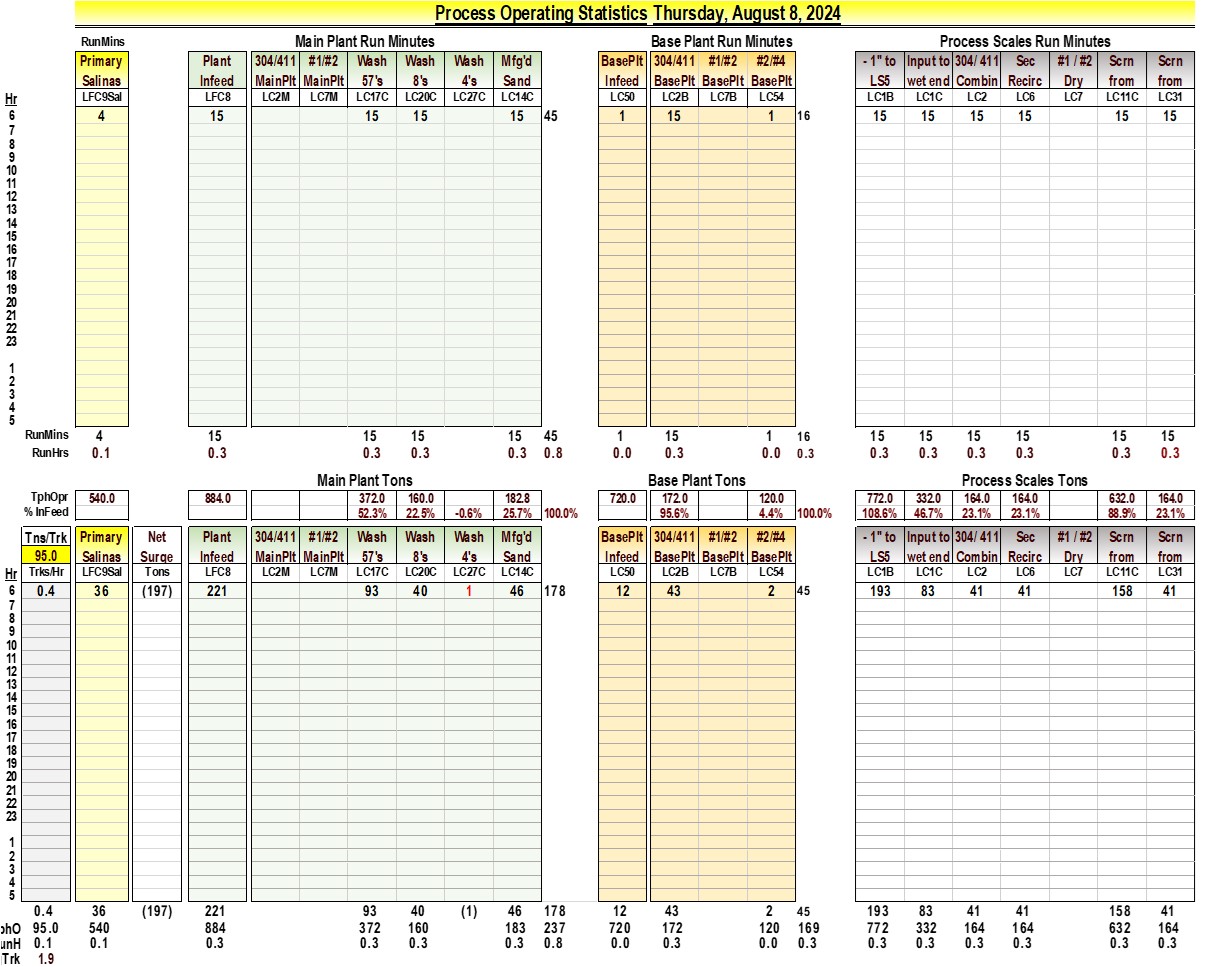 Process Operating Statistics Thursday, August 8, 2024
RunMins Main Plant Run Minutes Base Plant Run Minutes Process Scales Run Minutes
Primary Plant 304/411 #1/#2 Wash Wash Wash Mfg'd BasePlt 304/411 #1/#2 #2/#4 - 1" to Input to 304/ 411 Sec #1 / #2 Scrn Scrn
Salinas Infeed MainPlt MainPlt 57's 8's 4's Sand Infeed BasePlt BasePlt BasePlt LS5 wet end Combin Recirc Dry from from
Hr LFC9Sal LFC8 LC2M LC7M LC17C LC20C LC27C LC14C LC50 LC2B LC7B LC54 LC1B LC1C LC2 LC6 LC7 LC11C LC31
6 4 15 15 15 15 45 1 15 1 16 15 15 15 15 15 15
7
8
9
10
11
12
13
14
15
16
17
18
19
20
21
22
23
1
2
3
4
5
RunMins 4 15 15 15 15 45 1 15 1 16 15 15 15 15 15 15
RunHrs 0.1 0.3 0.3 0.3 0.3 0.8 0.0 0.3 0.0 0.3 0.3 0.3 0.3 0.3 0.3 0.3
Main Plant Tons Base Plant Tons Process Scales Tons
TphOpr 540.0 884.0 372.0 160.0 182.8 720.0 172.0 120.0 772.0 332.0 164.0 164.0 632.0 164.0
% InFeed 52.3% 22.5% -0.6% 25.7% 100.0% 95.6% 4.4% 100.0% 108.6% 46.7% 23.1% 23.1% 88.9% 23.1%
Tns/Trk Primary Net Plant 304/411 #1/#2 Wash Wash Wash Mfg'd BasePlt 304/411 #1/#2 #2/#4 - 1" to Input to 304/ 411 Sec #1 / #2 Scrn Scrn
95.0 Salinas Surge Infeed MainPlt MainPlt 57's 8's 4's Sand Infeed BasePlt BasePlt BasePlt LS5 wet end Combin Recirc Dry from from
Hr Trks/Hr LFC9Sal Tons LFC8 LC2M LC7M LC17C LC20C LC27C LC14C LC50 LC2B LC7B LC54 LC1B LC1C LC2 LC6 LC7 LC11C LC31
6 0.4 36 (197) 221 93 40 1 46 178 12 43 2 45 193 83 41 41 158 41
7
8
9
10
11
12
13
14
15
16
17
18
19
20
21
22
23
1
2
3
4
5
0.4 36 (197) 221 93 40 (1) 46 178 12 43 2 45 193 83 41 41 158 41
phO 95.0 540 884 372 160 183 237 720 172 120 169 772 332 164 164 632 164
unH 0.1 0.1 0.3 0.3 0.3 0.3 0.8 0.0 0.3 0.0 0.3 0.3 0.3 0.3 0.3 0.3 0.3
Trk 1.9